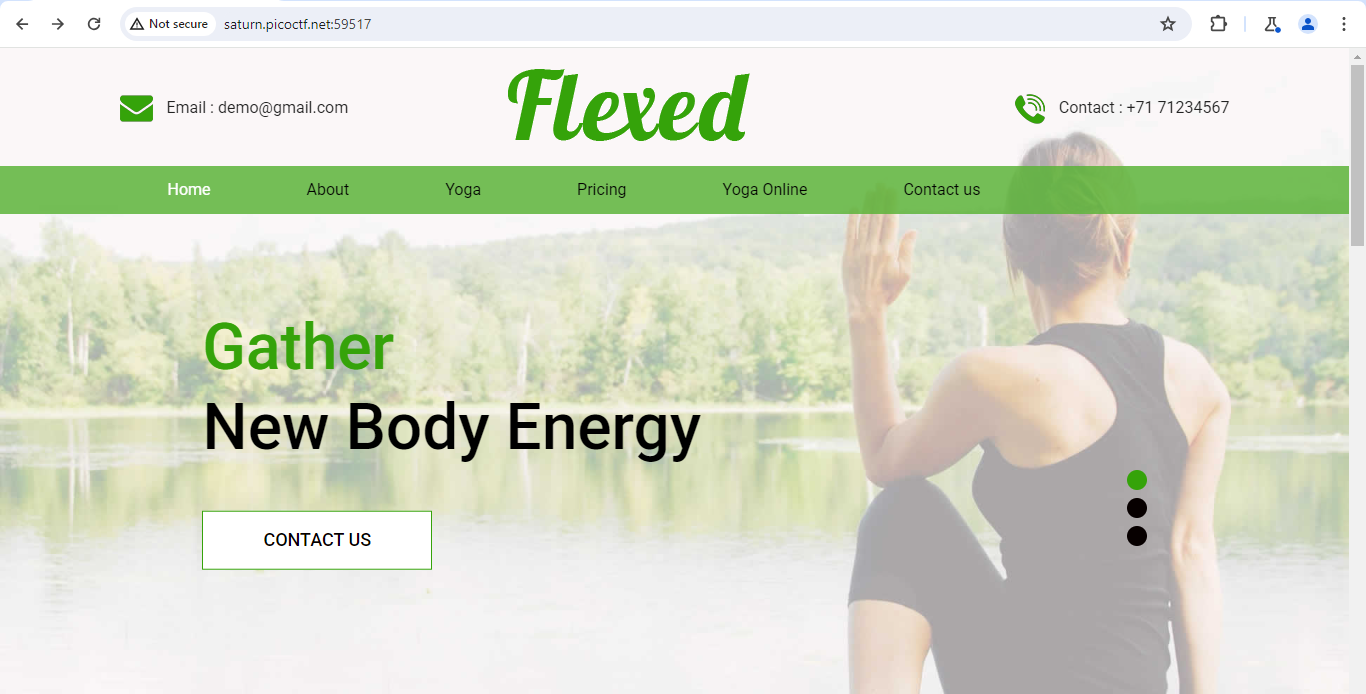 Not secure saturn.picoctf.net:59517
Email : demo@gmail.com
Flexed
Contact : +71 71234567
Home About Yoga Pricing Yoga Online Contact us
Gather
New Body Energy
CONTACT US